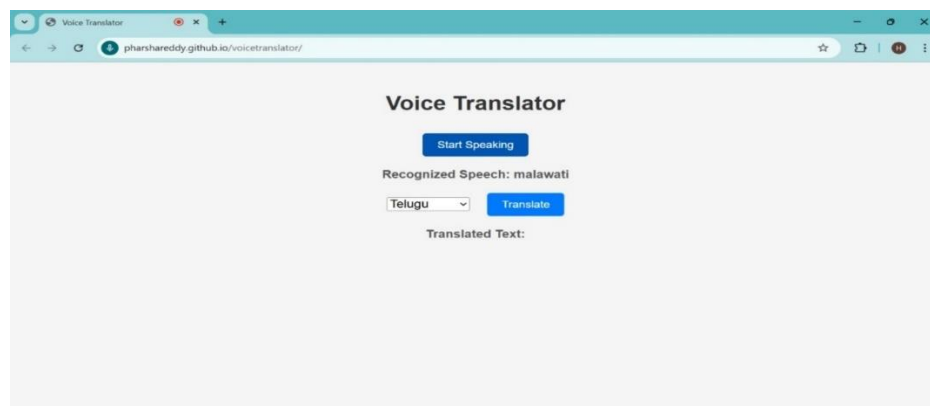 Voice Translator
pharshareddy.github.io/voicetranslator/
H
Voice Translator
Start Speaking
Recognized Speech: malawati
Telugu
Translate
Translated Text: